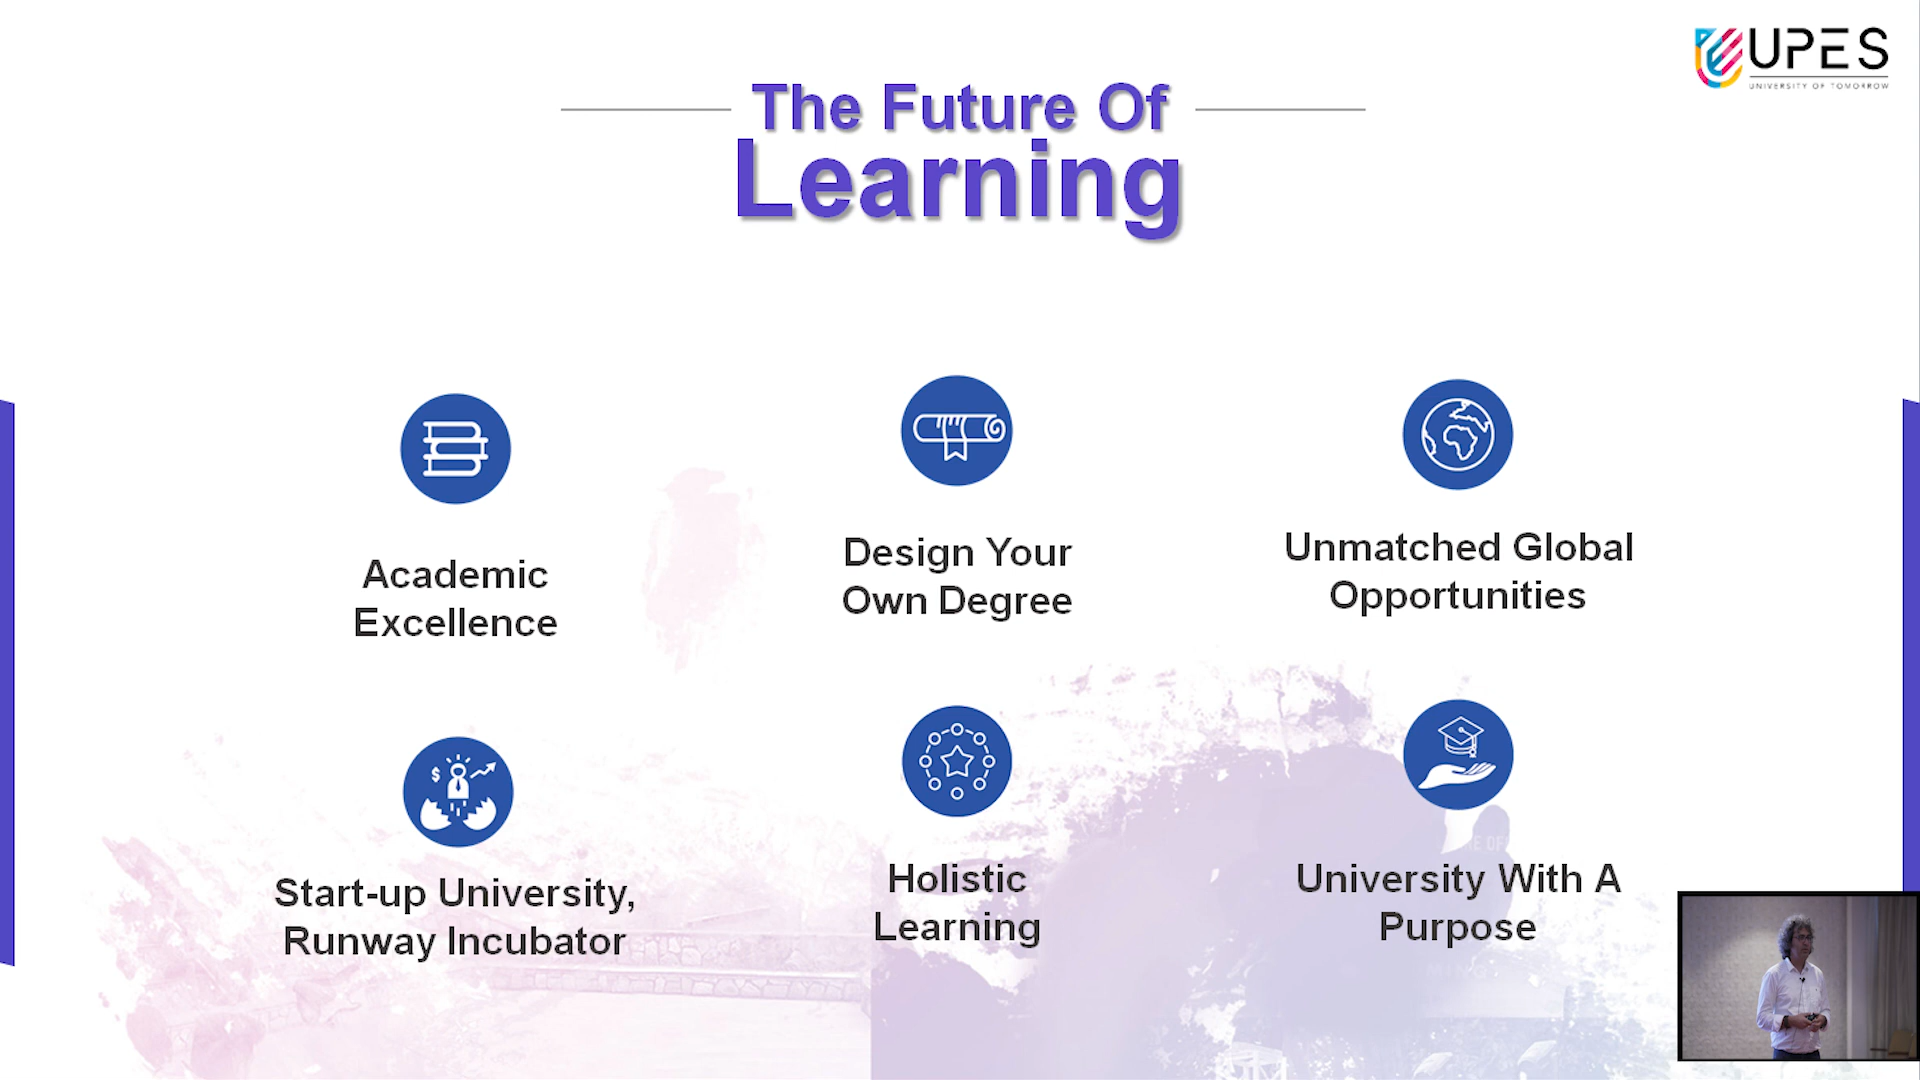 UPES
UNIVERSITY OF TOMORROW
The Future Of
Learning
Academic
Excellence
Design Your
Own Degree
Unmatched Global
Opportunities
Start-up University,
Runway Incubator
Holistic
Learning
University With A
Purpose